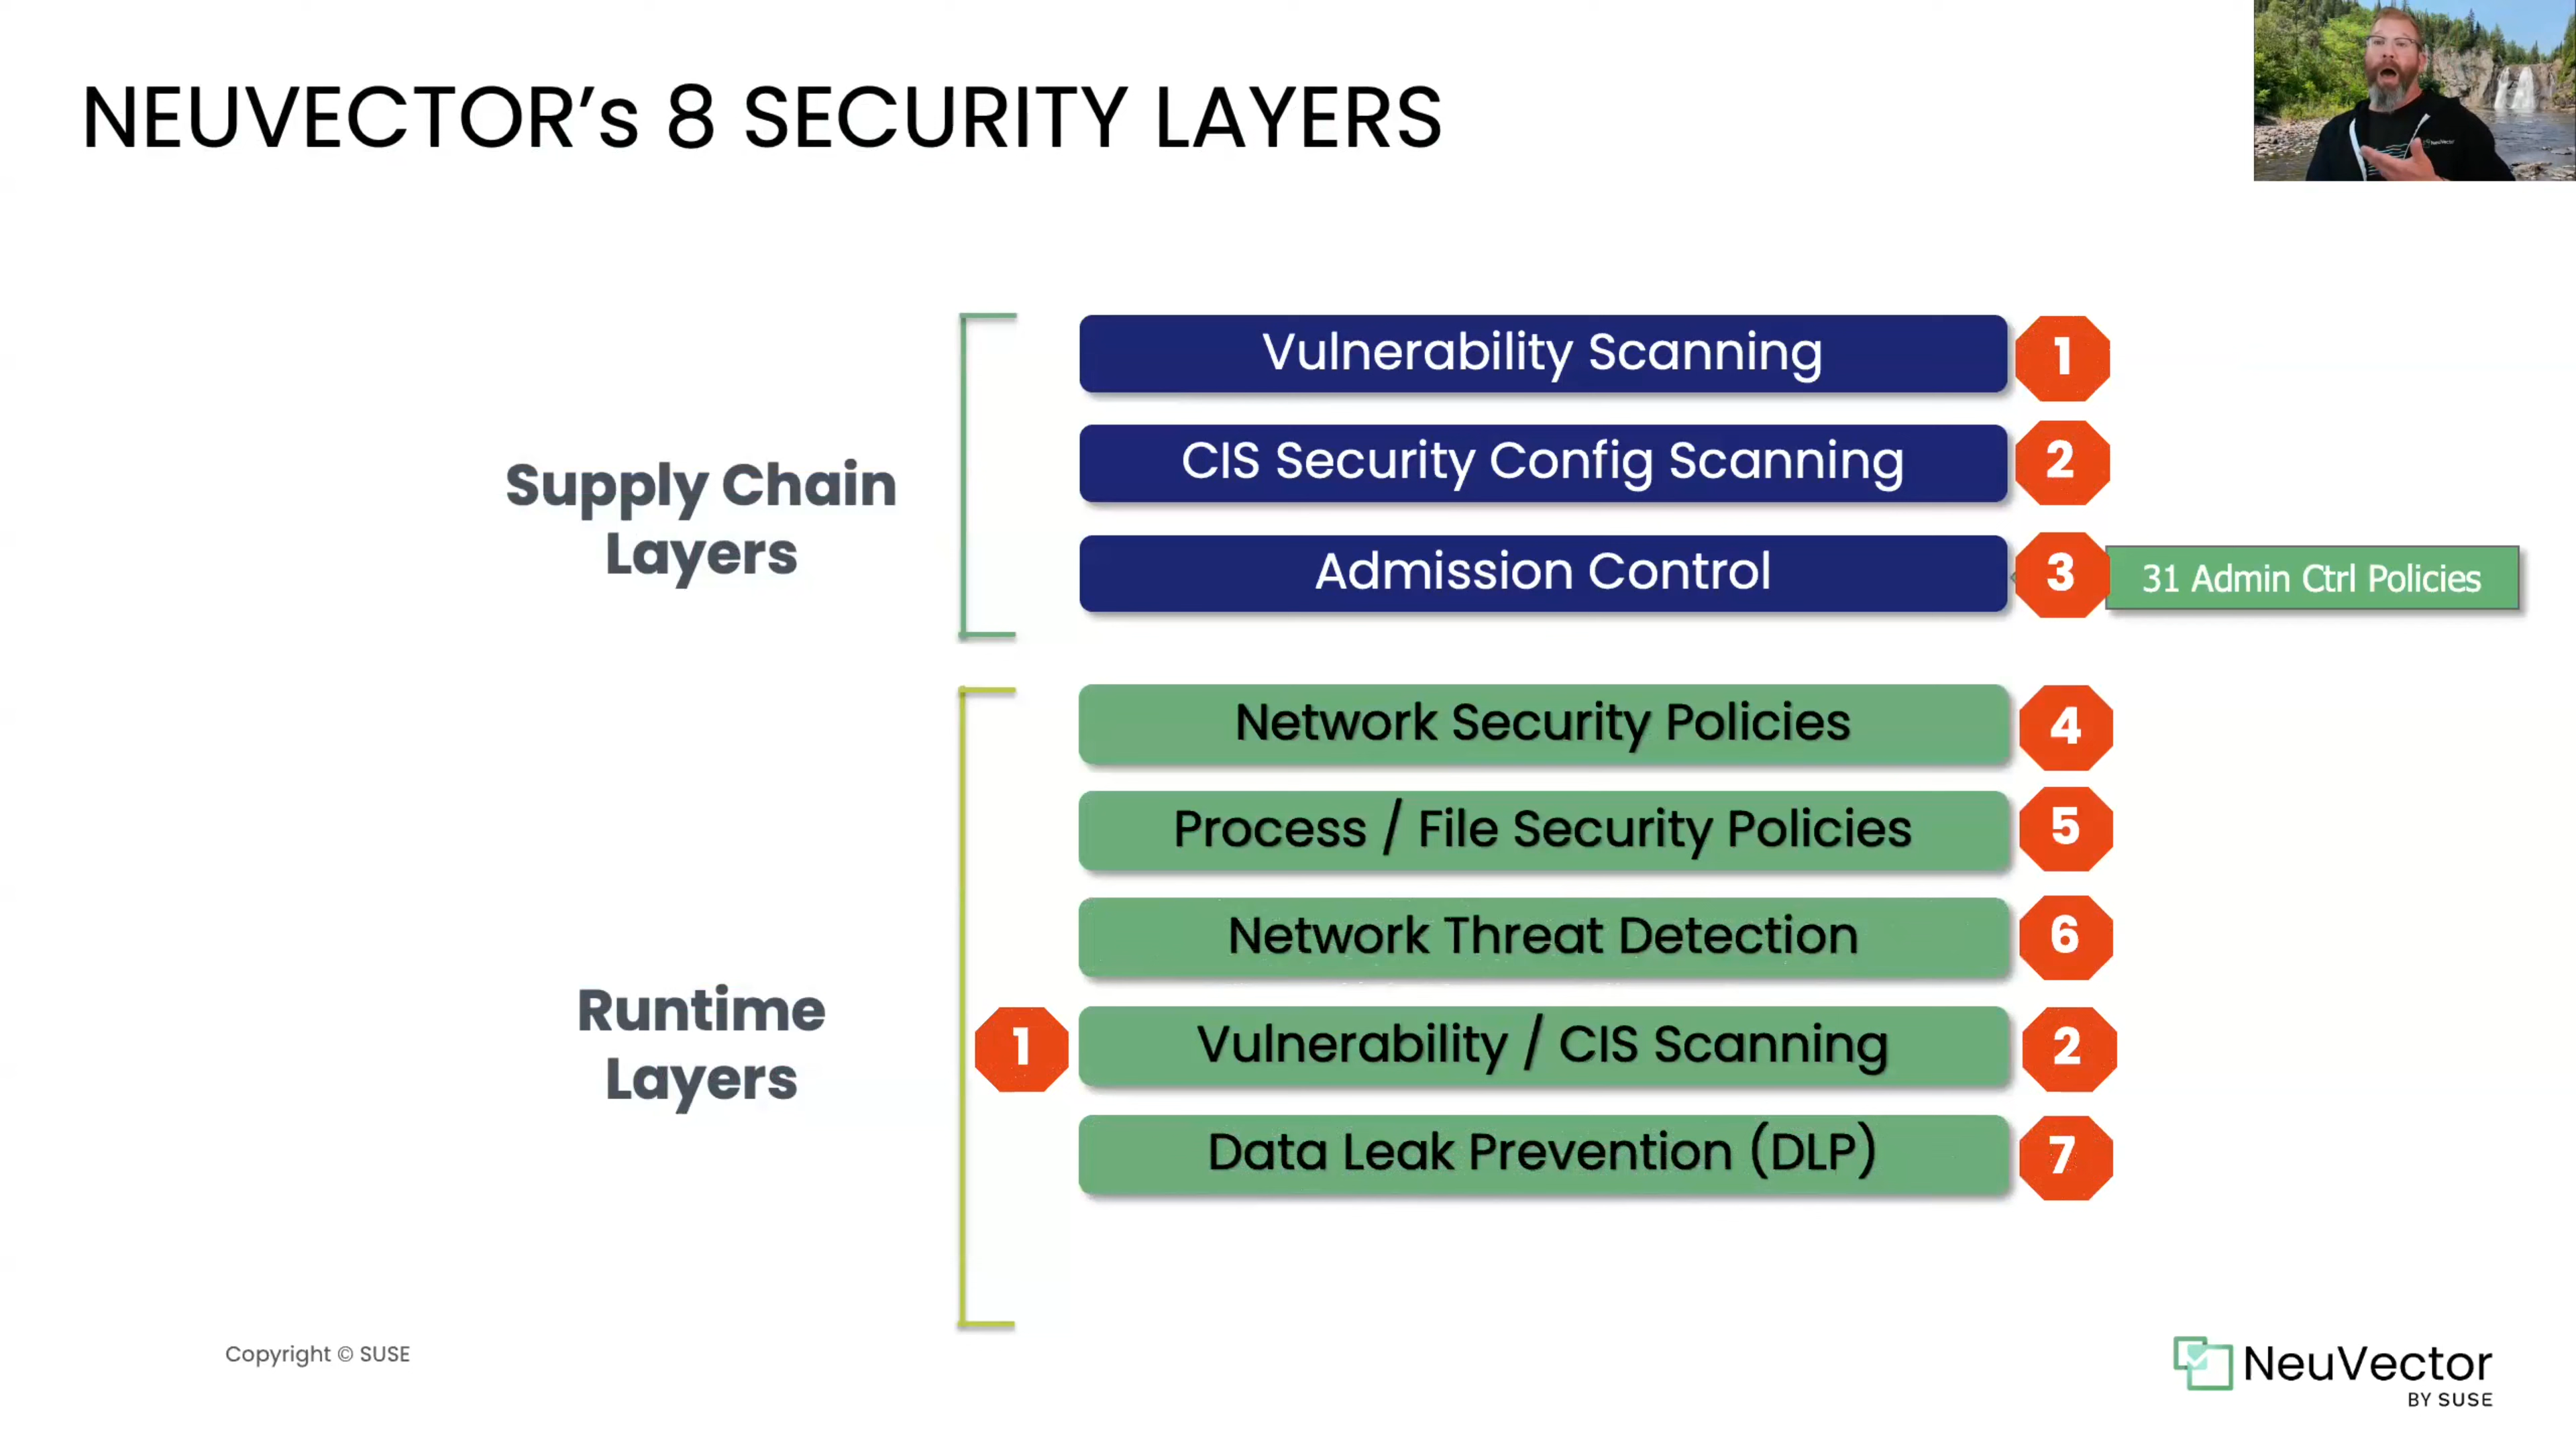 NEUVECTOR’s 8 SECURITY LAYERS
Supply Chain
Layers
Vulnerability Scanning
1
CIS Security Config Scanning
2
Admission Control
3
31 Admin Ctrl Policies
Runtime
Layers
Network Security Policies
4
Process / File Security Policies
5
Network Threat Detection
6
1
Vulnerability / CIS Scanning
2
Data Leak Prevention (DLP)
7
Copyright © SUSE
NeuVector
BY SUSE